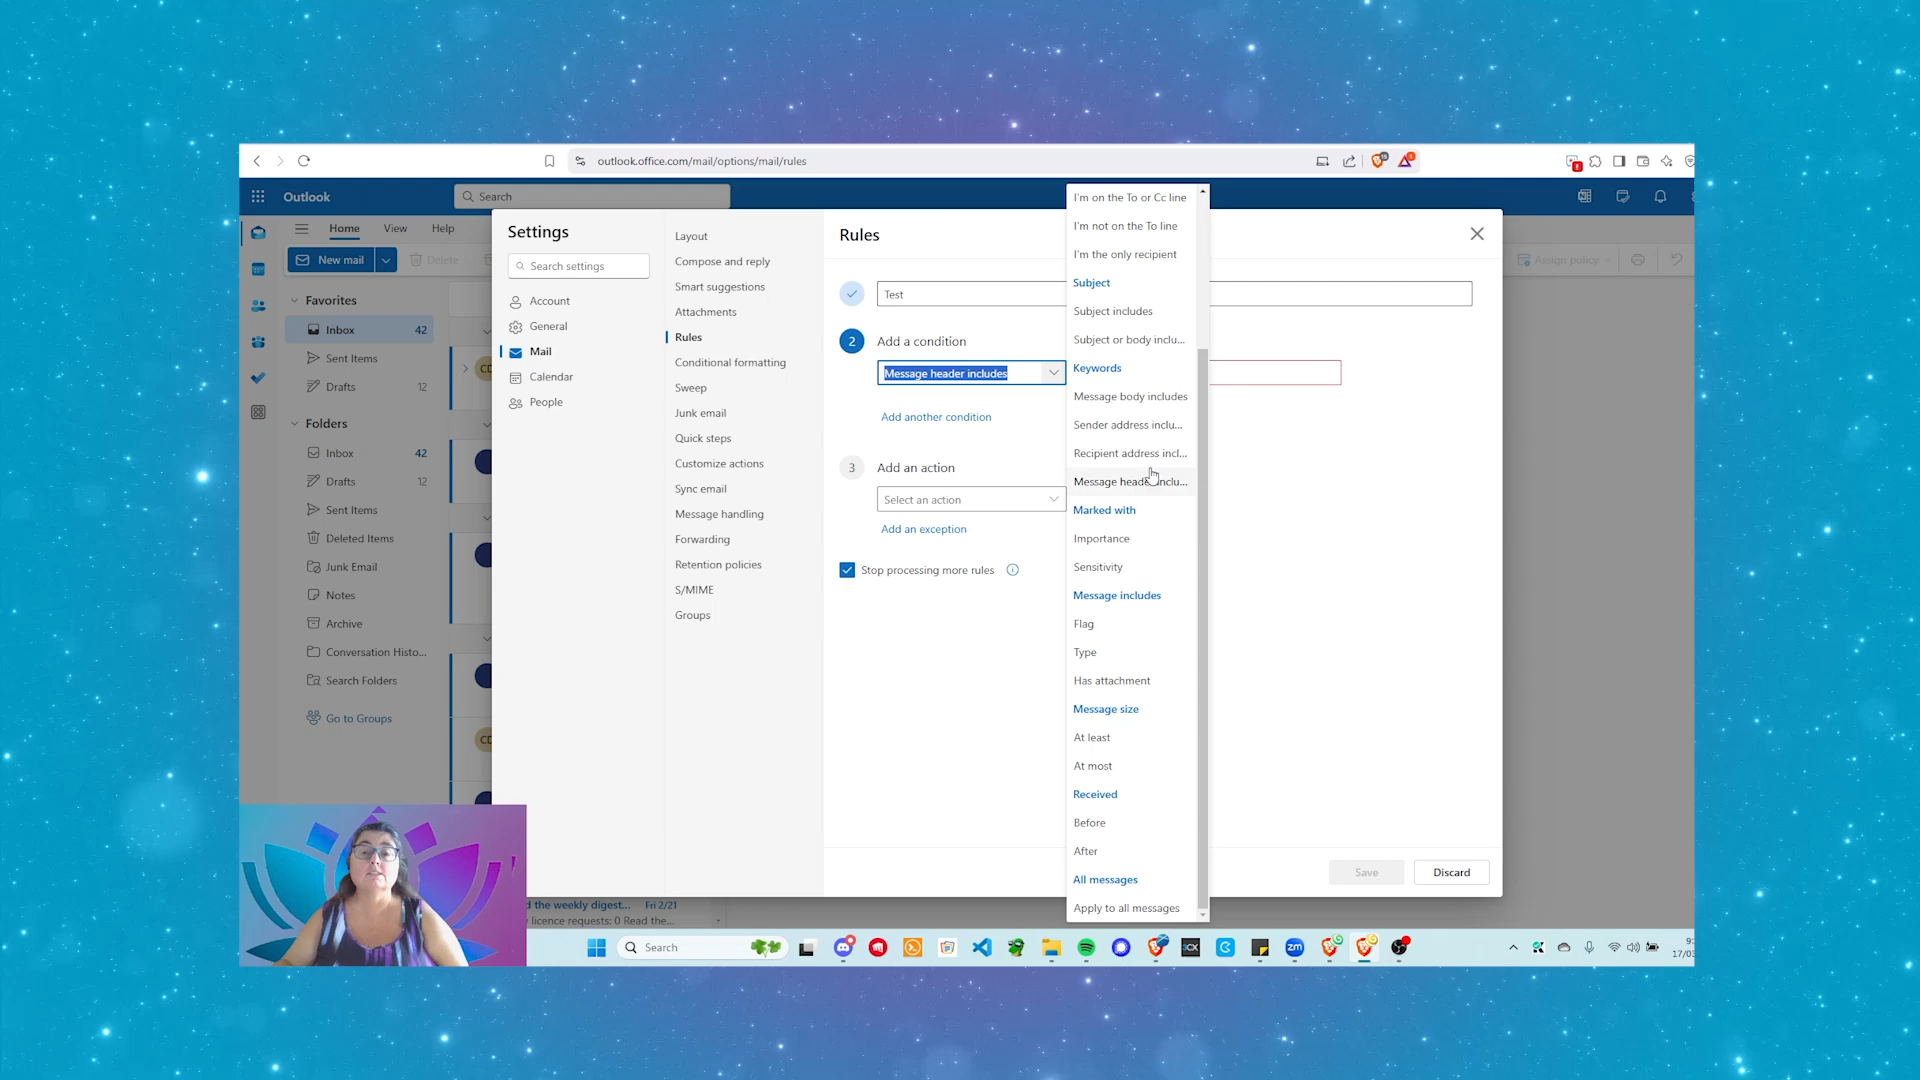 outlook.office.com/mail/options/mail/rules
Outlook
Search
Home
View
Help
New mail
Delete
Assign policy
Favorites
Inbox
42
Sent Items
Drafts
12
Folders
Inbox
42
Drafts
12
Sent Items
Deleted Items
Junk Email
Notes
Archive
Conversation Histo...
Search Folders
Go to Groups
CD
CD
Settings
Search settings
Account
General
Mail
Calendar
People
Layout
Compose and reply
Smart suggestions
Attachments
Rules
Conditional formatting
Sweep
Junk email
Quick steps
Customize actions
Sync email
Message handling
Forwarding
Retention policies
S/MIME
Groups
Rules
Test
2
Add a condition
Message header includes
Add another condition
3
Add an action
Select an action
Add an exception
Stop processing more rules
I'm on the To or Cc line
I'm not on the To line
I'm the only recipient
Subject
Subject includes
Subject or body inclu...
Keywords
Message body includes
Sender address inclu...
Recipient address incl...
Message header inclu...
Marked with
Importance
Sensitivity
Message includes
Flag
Type
Has attachment
Message size
At least
At most
Received
Before
After
All messages
Apply to all messages
Save
Discard
d the weekly digest...
Fri 2/21
licence requests: 0 Read the...
Search
zm
17/03